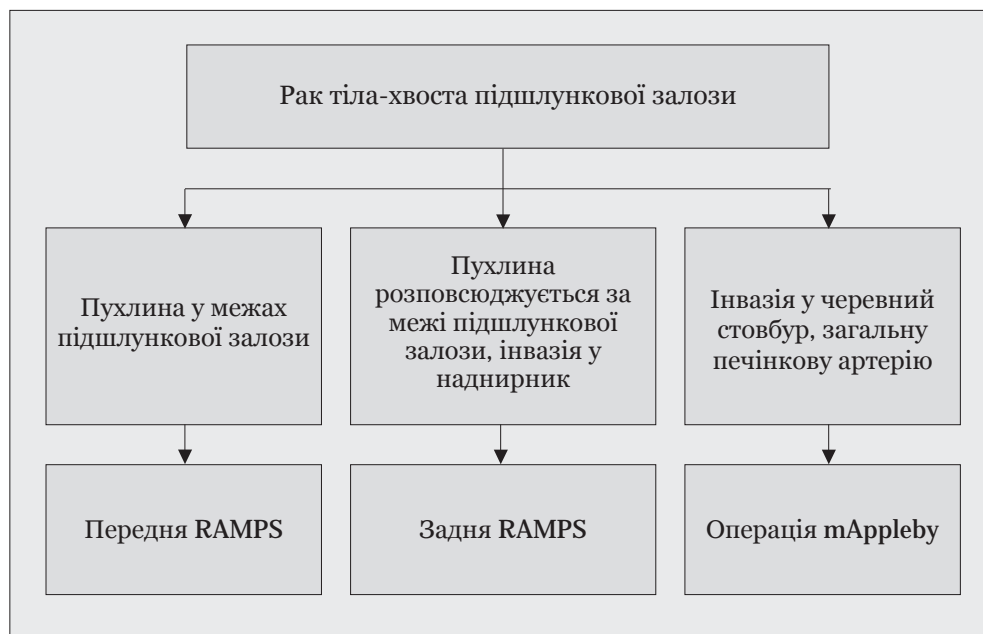 Рак тіла-хвоста підшлункової залози
Пухлина у межах
підшлункової залози
Пухлина
розповсюджується за
межі підшлункової
залози, інвазія у
наднирник
Інвазія у черевний
стовбур, загальну
печінкову артерію
Передня RAMPS
Задня RAMPS
Операція mAppleby